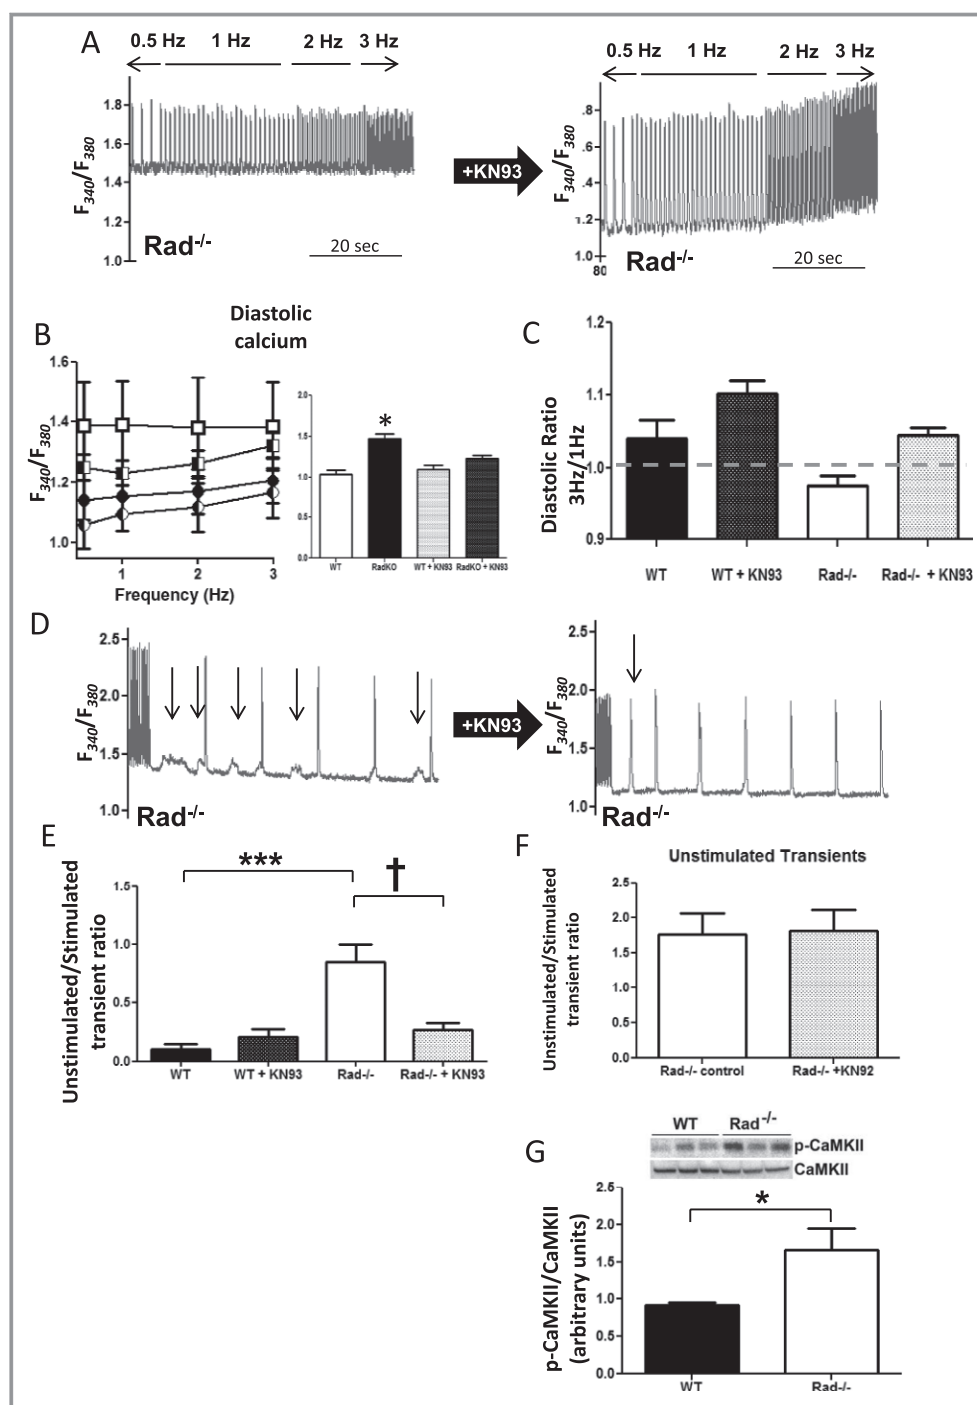 A
0.5 Hz 1 Hz 2 Hz 3 Hz
F340/F380
1.8
1.6
1.4
1.2
1.0
Rad-/-
20 sec
+KN93
0.5 Hz 1 Hz 2 Hz 3 Hz
F340/F380
.8
.6
.4
1.2
1.0
80
Rad-/-
20 sec
B
Diastolic
calcium
F340/F380
1.6
1.4
1.2
1.0
1 2 3
Frequency (Hz)
2.0
1.5
1.0
0.5
0.0
*
WT RadKO WT + KN93 RadKO + KN93
C
Diastolic Ratio
3Hz/1Hz
1.2
1.1
1.0
0.9
WT WT + KN93 Rad-/- Rad-/- + KN93
D
F340/F380
2.5
2.0
1.5
1.0
Rad-/-
+KN93
F340/F380
2.5
2.0
1.5
1.0
Rad-/-
E
Unstimulated/Stimulated
transient ratio
1.5
1.0
0.5
0.0
*** †
WT WT + KN93 Rad-/- Rad-/- + KN93
F
Unstimulated Transients
Unstimulated/Stimulated
transient ratio
2.5
2.0
1.5
1.0
0.5
0.0
Rad-/- control Rad-/- +KN92
G
WT Rad-/-
p-CaMKII
CaMKII
p-CaMKII/CaMKII
(arbitrary units)
2.5
2.0
1.5
1.0
0.5
0.0
*
WT Rad-/-